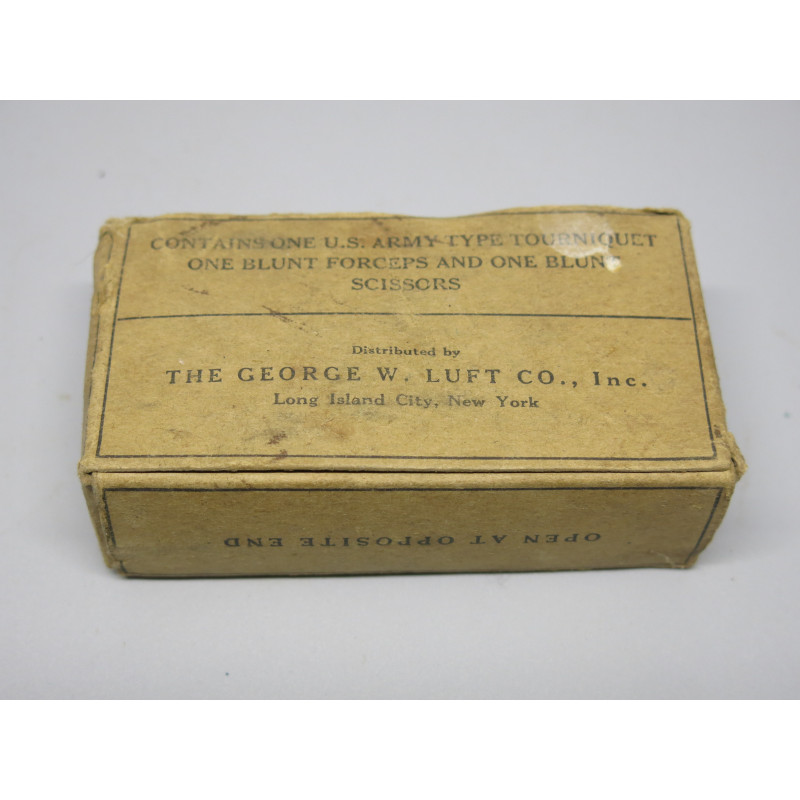 CONTAINS ONE U.S. ARMY TYPE TOURNIQUET
ONE BLUNT FORCEPS AND ONE BLUNT
SCISSORS
Distributed by
THE GEORGE W. LUFT CO., Inc.
Long Island City, New York
OPEN AT OPPOSITE END